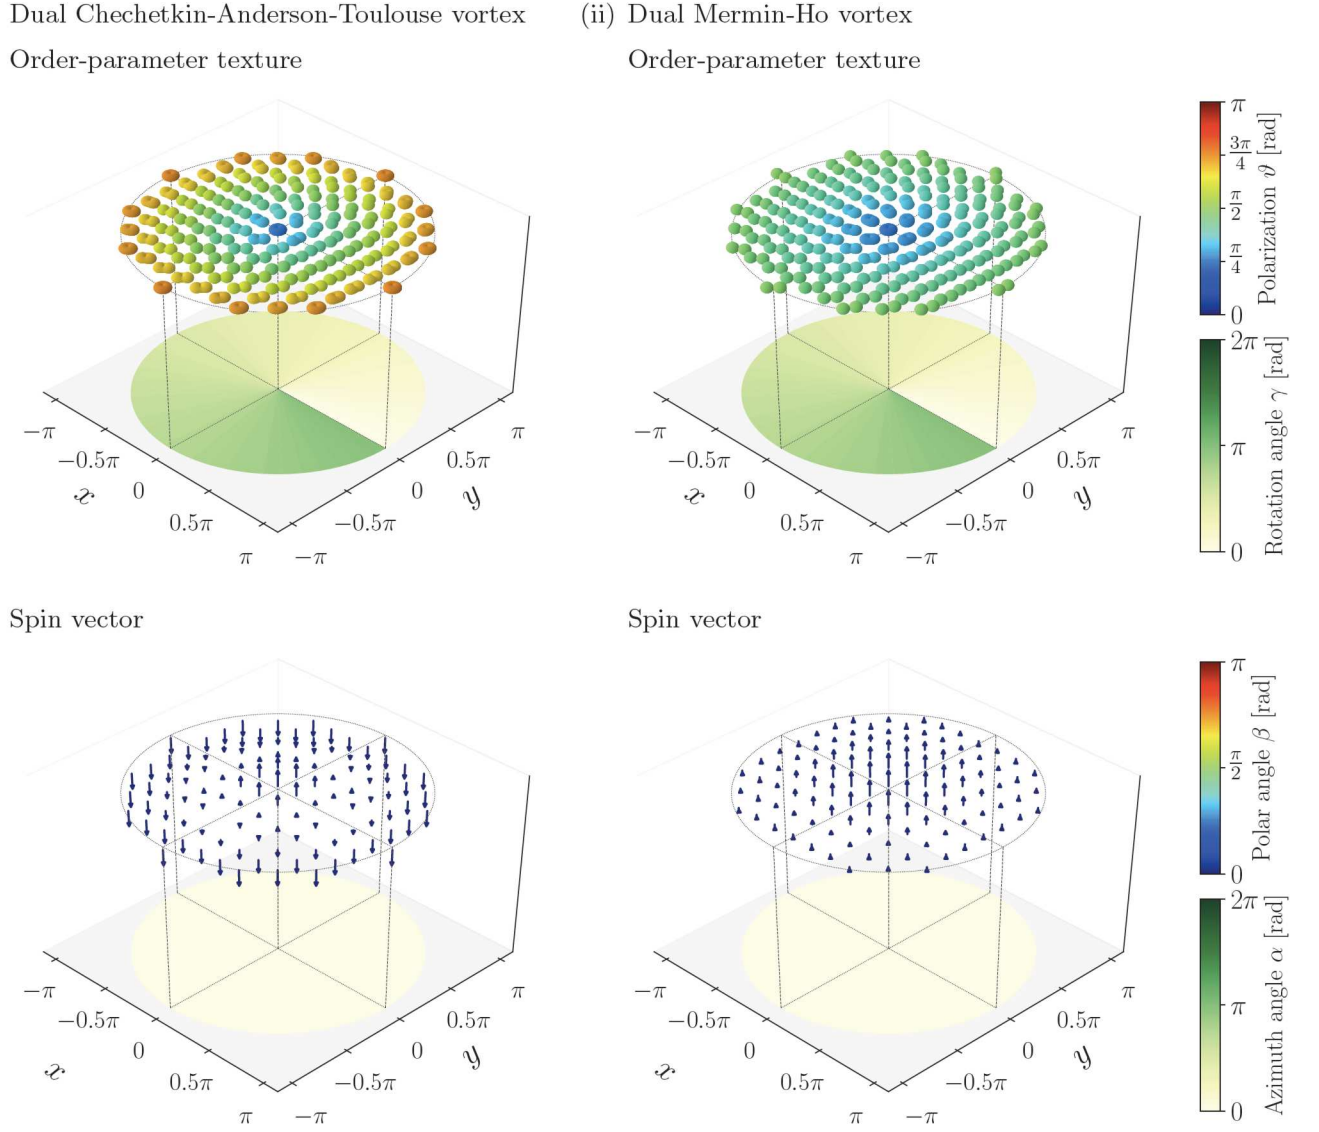 Dual Chechetkin-Anderson-Toulouse vortex
Order-parameter texture
−π
−0.5π
0
0.5π
π
x
−π
−0.5π
0
0.5π
π
y
(ii) Dual Mermin-Ho vortex
Order-parameter texture
−π
−0.5π
0
0.5π
π
x
−π
−0.5π
0
0.5π
π
y
π
3π/4
π/2
π/4
0
Polarization ϑ [rad]
2π
π
0
Rotation angle γ [rad]
Spin vector
−π
−0.5π
0
0.5π
π
x
−π
−0.5π
0
0.5π
π
y
Spin vector
−π
−0.5π
0
0.5π
π
x
−π
−0.5π
0
0.5π
π
y
π
π/2
0
Polar angle β [rad]
2π
π
0
Azimuth angle α [rad]